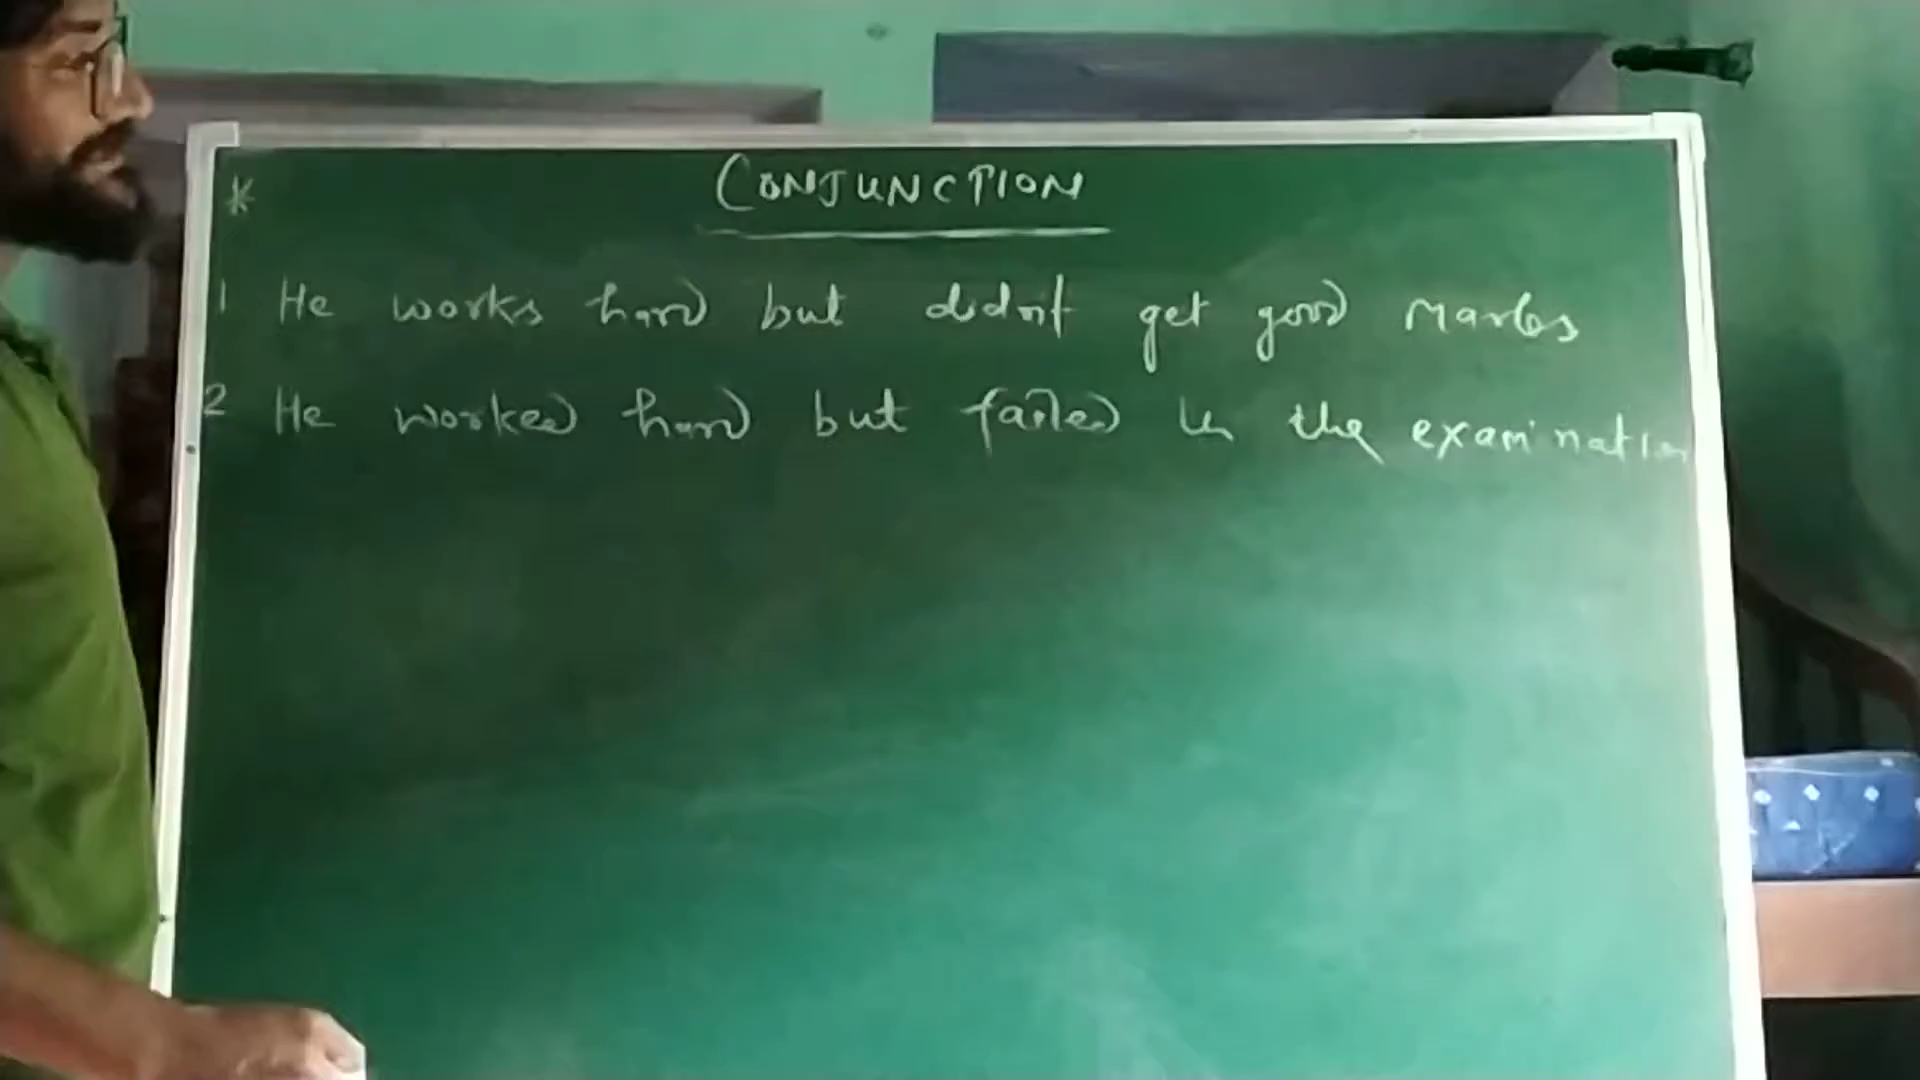 * CONJUNCTION
1 He works hard but didn't get good Marks
2 He worked hard but failed in the examination